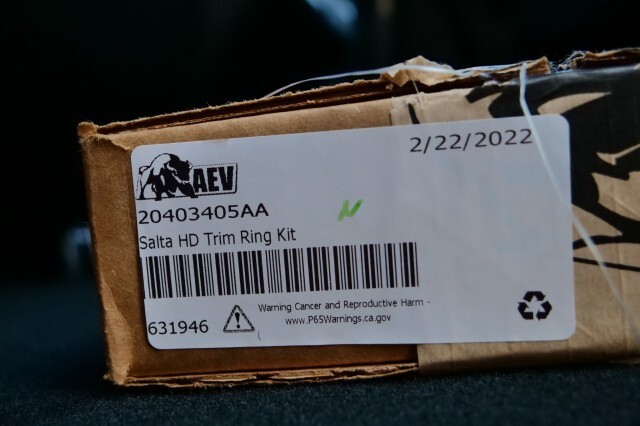 2/22/2022
AEV
20403405AA
Salta HD Trim Ring Kit
631946
Warning Cancer and Reproductive Harm -
www.P65Warnings.ca.gov